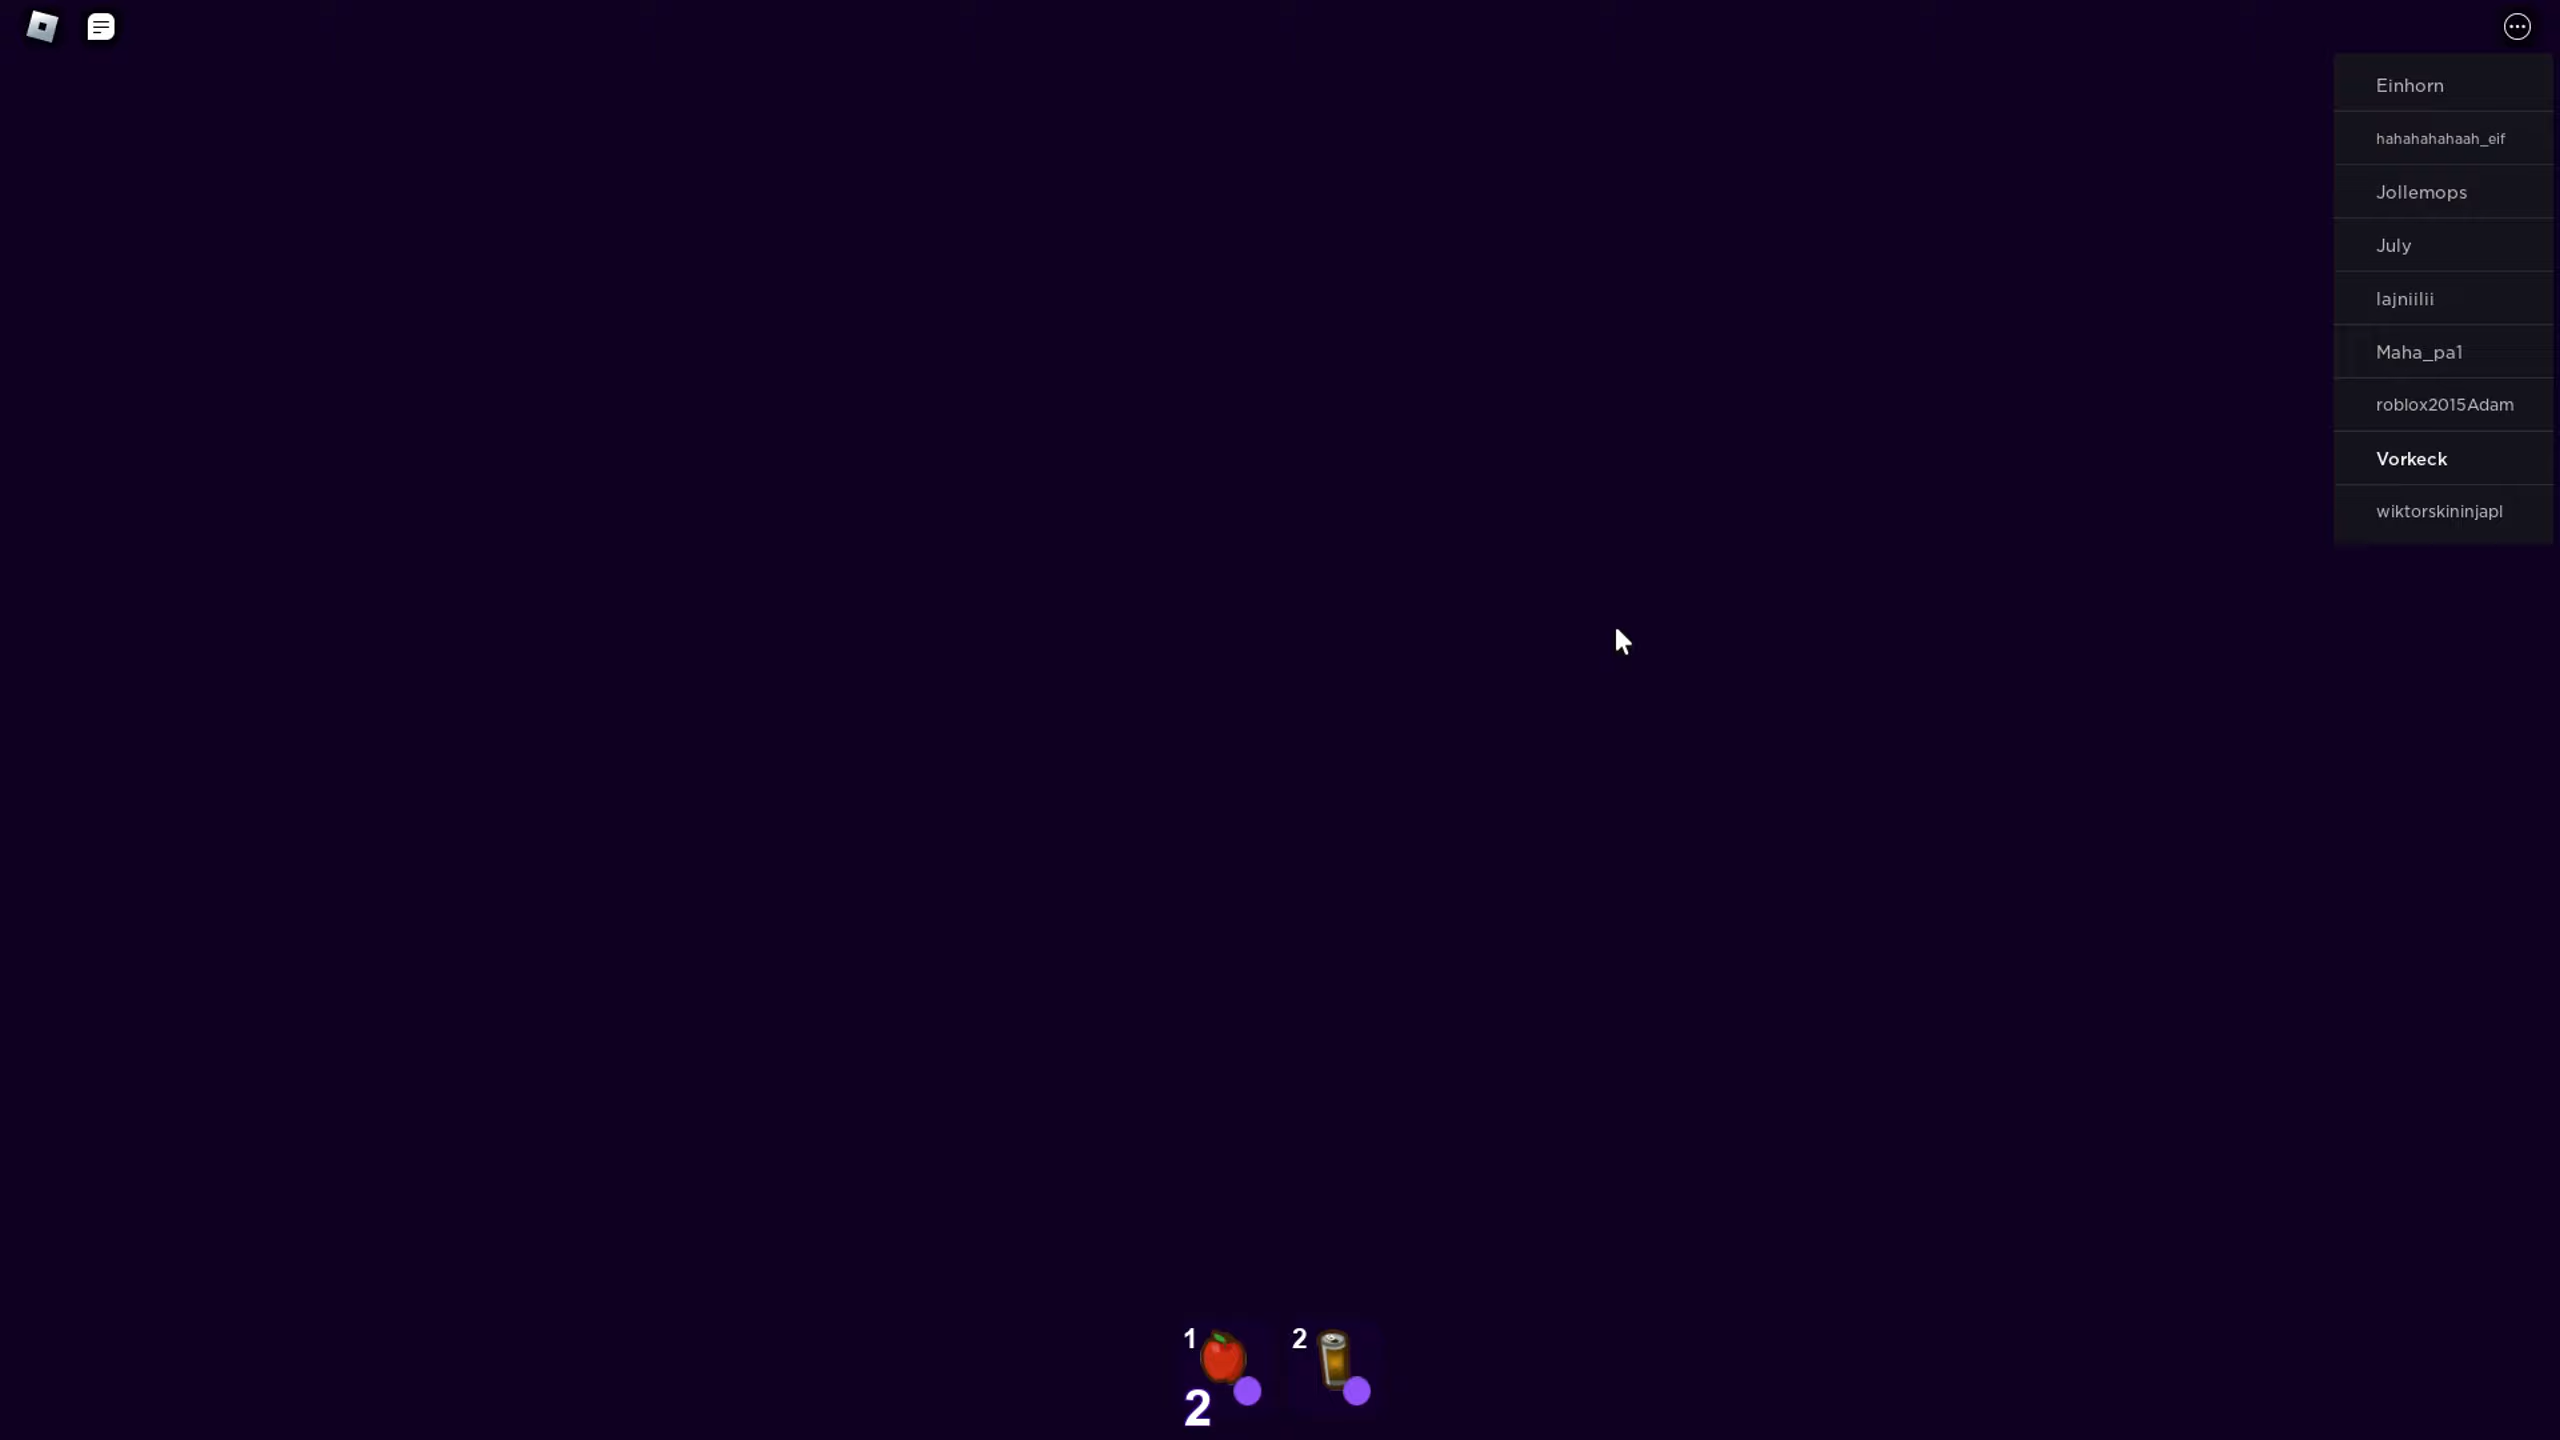 Einhorn
hahahahahaah_eif
Jollemops
July
lajniilii
Maha_pa1
roblox2015Adam
Vorkeck
wiktorskininjapl
1
2
2